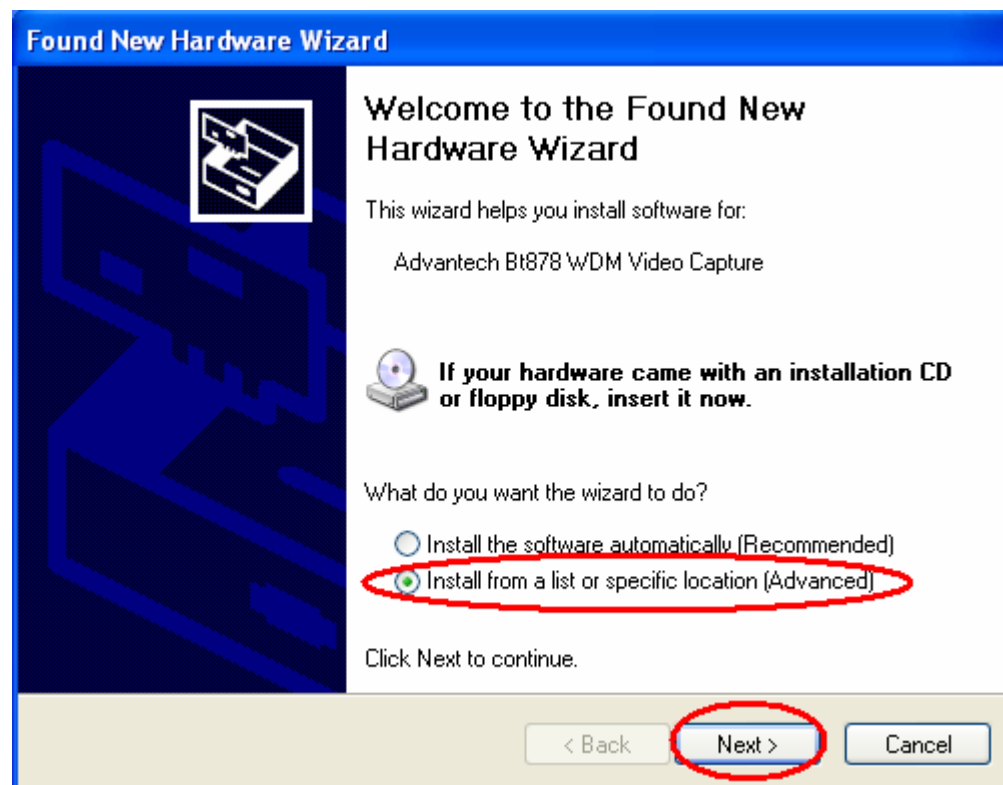 Found New Hardware Wizard
Welcome to the Found New
Hardware Wizard
This wizard helps you install software for:
Advantech Bt878 WDM Video Capture
If your hardware came with an installation CD
or floppy disk, insert it now.
What do you want the wizard to do?
Install the software automatically (Recommended)
Install from a list or specific location (Advanced)
Click Next to continue.
< Back Next > Cancel